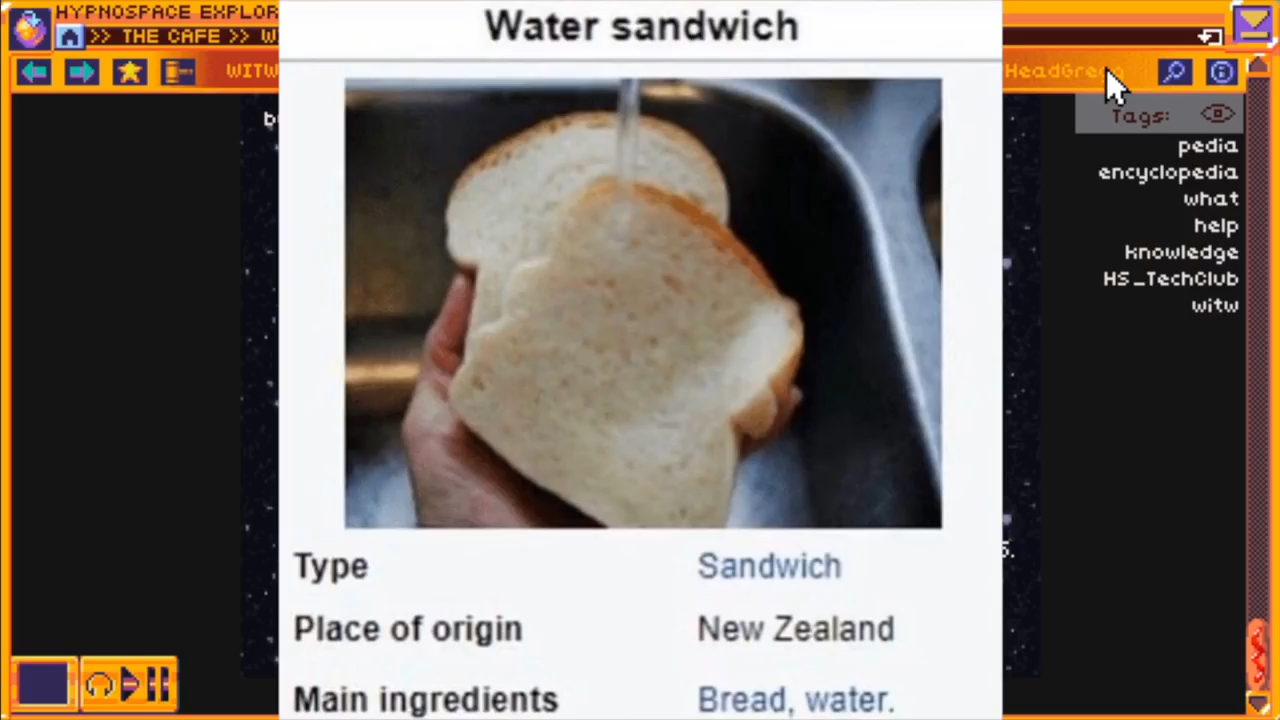 HYPNOSPACE EXPLOR
Water sandwich
>> THE CAFE >> W
WITW
HeadGre
Tags:
pedia
encyclopedia
what
help
knowledge
HS_TechClub
witw
Type Sandwich
Place of origin New Zealand
Main ingredients Bread, water.